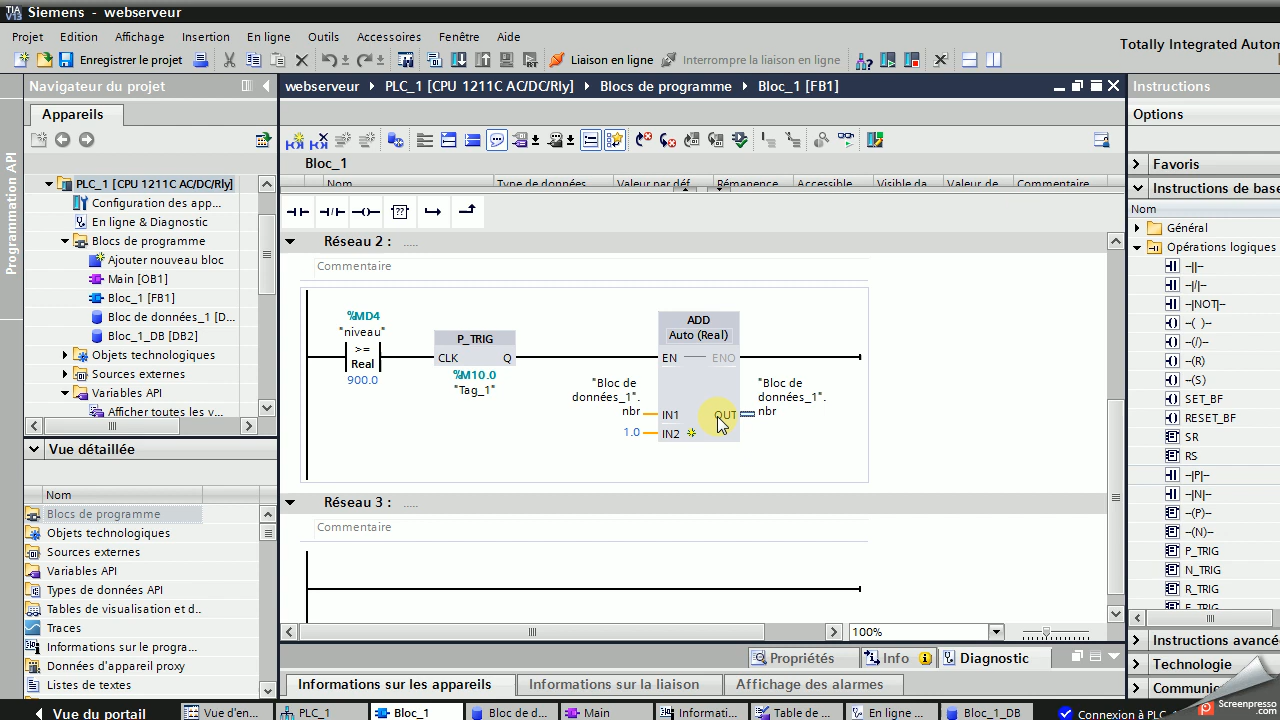 Siemens - webserveur
TIA
V13
Projet Edition Affichage Insertion En ligne Outils Accessoires Fenêtre Aide
Totally Integrated Autom
Enregistrer le projet
Liaison en ligne
Interrompre la liaison en ligne
Navigateur du projet
webserveur PLC_1 [CPU 1211C AC/DC/Rly] Blocs de programme Bloc_1 [FB1]
Instructions
Appareils
Options
Programmation API
Bloc_1
Favoris
Nom Type de données Valeur par déf. Rémanence Accessible Visible da Valeur de Commentaire
PLC_1 [CPU 1211C AC/DC/Rly]
Configuration des app...
En ligne & Diagnostic
Blocs de programme
Ajouter nouveau bloc
Main [OB1]
Bloc_1 [FB1]
Bloc de données_1 [D...
Bloc_1_DB [DB2]
Objets technologiques
Sources externes
Variables API
Afficher toutes les v...
Vue détaillée
Nom
Blocs de programme
Objets technologiques
Sources externes
Variables API
Types de données API
Tables de visualisation et d..
Traces
Informations sur le progra...
Données d'appareil proxy
Listes de textes
Réseau 2 : .....
Commentaire
%MD4
"niveau"
>=
Real
900.0
P_TRIG
CLK Q
%M10.0
"Tag_1"
ADD
Auto (Real)
EN ENO
"Bloc de
données_1".
nbr
IN1
1.0
IN2
OUT
"Bloc de
données_1".
nbr
Réseau 3 : .....
Commentaire
100%
Propriétés
Info
Diagnostic
Informations sur les appareils
Informations sur la liaison
Affichage des alarmes
Instructions de base
Nom
Général
Opérations logiques
-||-
-|/|-
-|NOT|-
-( )-
-(/)-
-(R)
-(S)
SET_BF
RESET_BF
SR
RS
-|P|-
-|N|-
-(P)-
-(N)-
P_TRIG
N_TRIG
R_TRIG
F_TRIG
Instructions avancé
Technologie
Communic
Vue du portail
Vue d'en...
PLC_1
Bloc_1
Bloc de d...
Main
Informati...
Table de ...
En ligne ...
Bloc_1_DB
Connexion à PLC_1
Screenpresso
.com